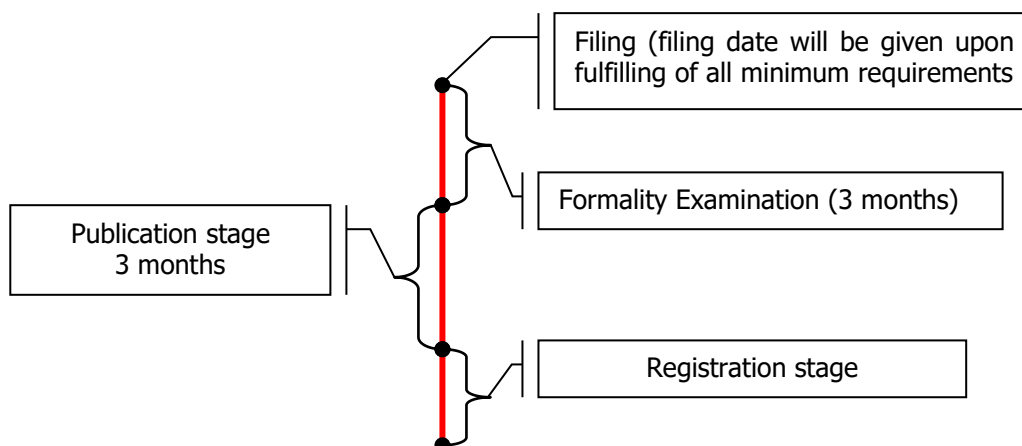 Filing (filing date will be given upon
fulfilling of all minimum requirements
Formality Examination (3 months)
Publication stage
3 months
Registration stage